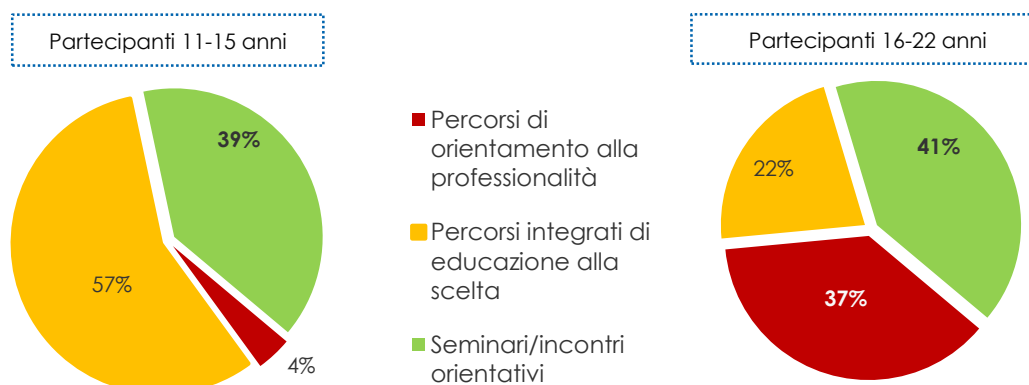 Partecipanti 11-15 anni
Partecipanti 16-22 anni
39%
57%
4%
Percorsi di
orientamento alla
professionalità
Percorsi integrati di
educazione alla
scelta
Seminari/incontri
orientativi
41%
22%
37%